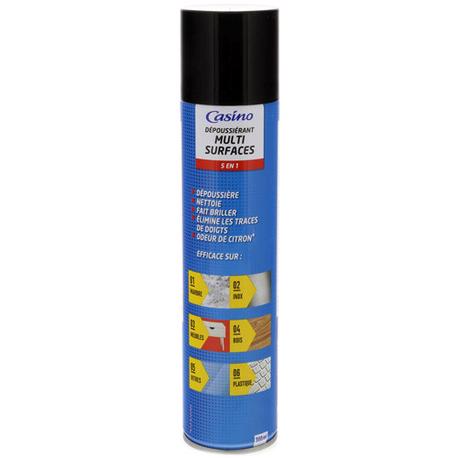 Casino
DÉPOUSSIÉRANT
MULTI
SURFACES
5 EN 1
DÉPOUSSIÈRE
NETTOIE
FAIT BRILLER
ÉLIMINE LES TRACES
DE DOIGTS
ODEUR DE CITRON*
EFFICACE SUR :
01
MARBRE
02
INOX
03
MEUBLES
04
BOIS
05
VITRES
06
PLASTIQUE